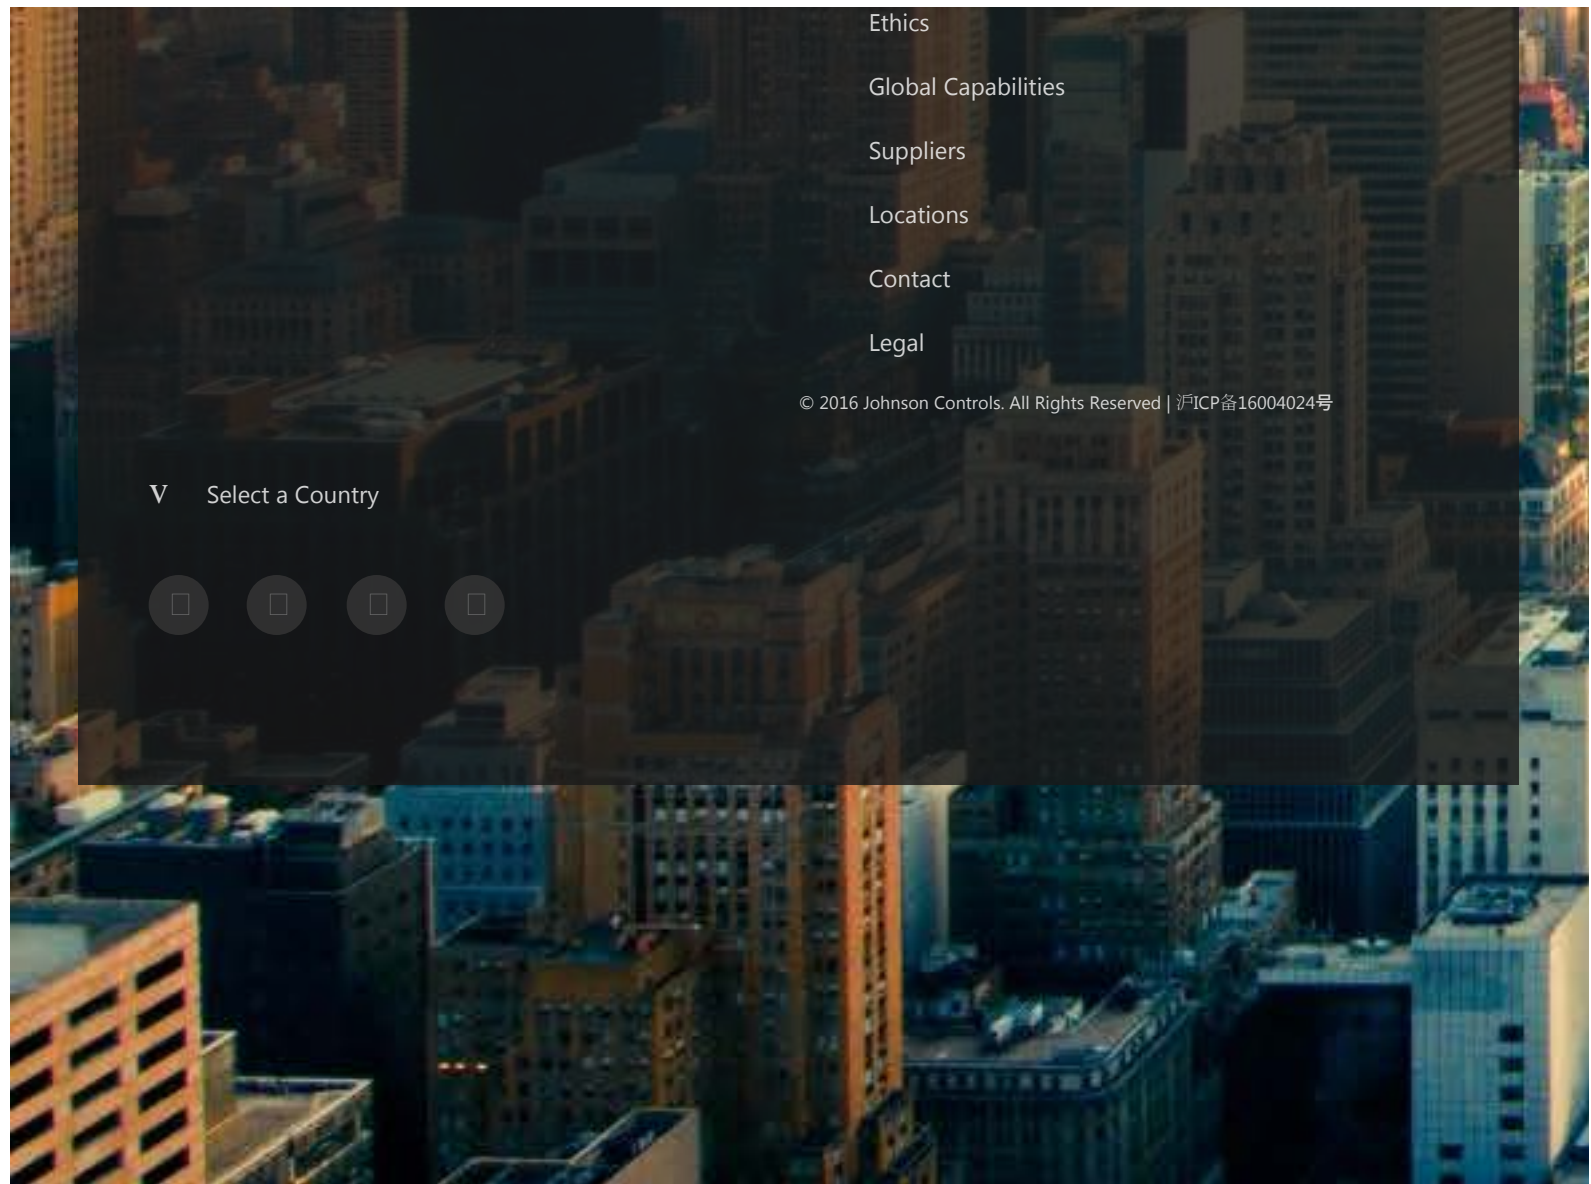 Ethics
Global Capabilities
Suppliers
Locations
Contact
Legal
© 2016 Johnson Controls. All Rights Reserved | 沪ICP备16004024号
V Select a Country